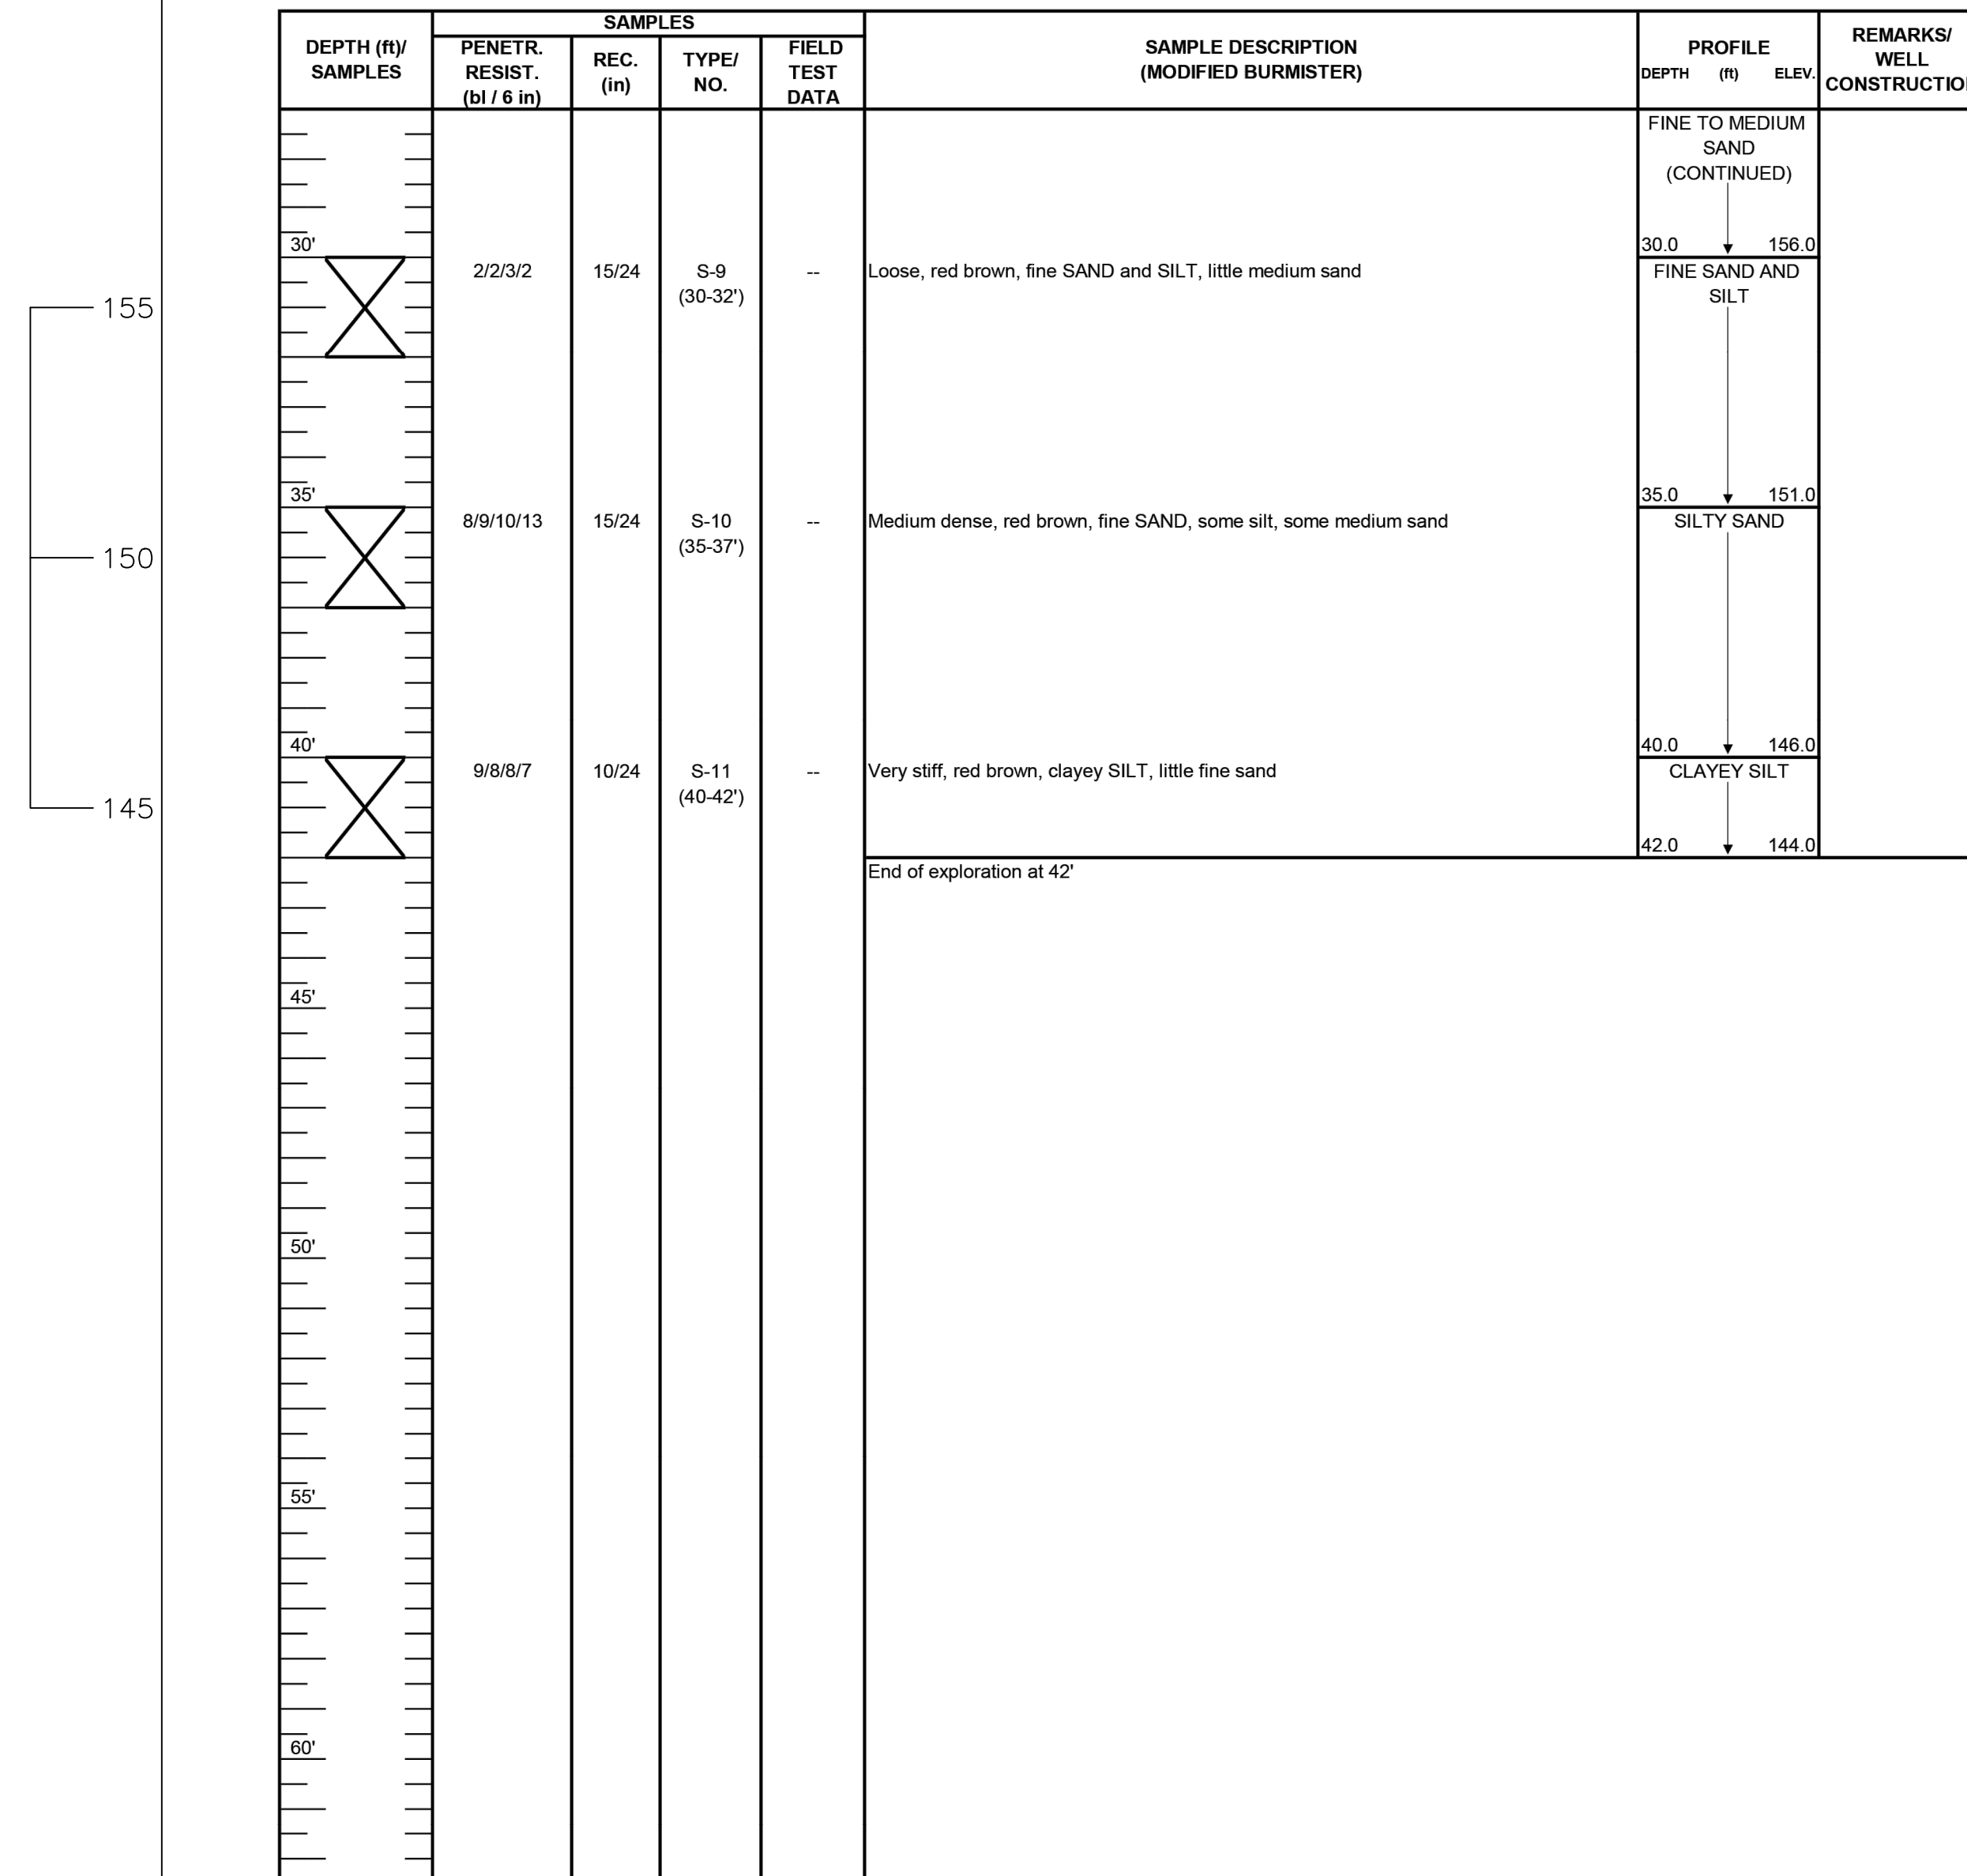 SAMPLES
DEPTH (ft)/
SAMPLES
PENETR.
RESIST.
(bl / 6 in)
REC.
(in)
TYPE/
NO.
FIELD
TEST
DATA
SAMPLE DESCRIPTION
(MODIFIED BURMISTER)
PROFILE
DEPTH (ft) ELEV.
REMARKS/
WELL
CONSTRUCTIO
FINE TO MEDIUM
SAND
(CONTINUED)
30' 30.0 156.0
2/2/3/2 15/24 S-9 -- Loose, red brown, fine SAND and SILT, little medium sand FINE SAND AND
(30-32') SILT
155
35' 35.0 151.0
8/9/10/13 15/24 S-10 -- Medium dense, red brown, fine SAND, some silt, some medium sand SILTY SAND
(35-37')
150
40' 40.0 146.0
9/8/8/7 10/24 S-11 -- Very stiff, red brown, clayey SILT, little fine sand CLAYEY SILT
(40-42')
145
42.0 144.0
End of exploration at 42'
45'
50'
55'
60'